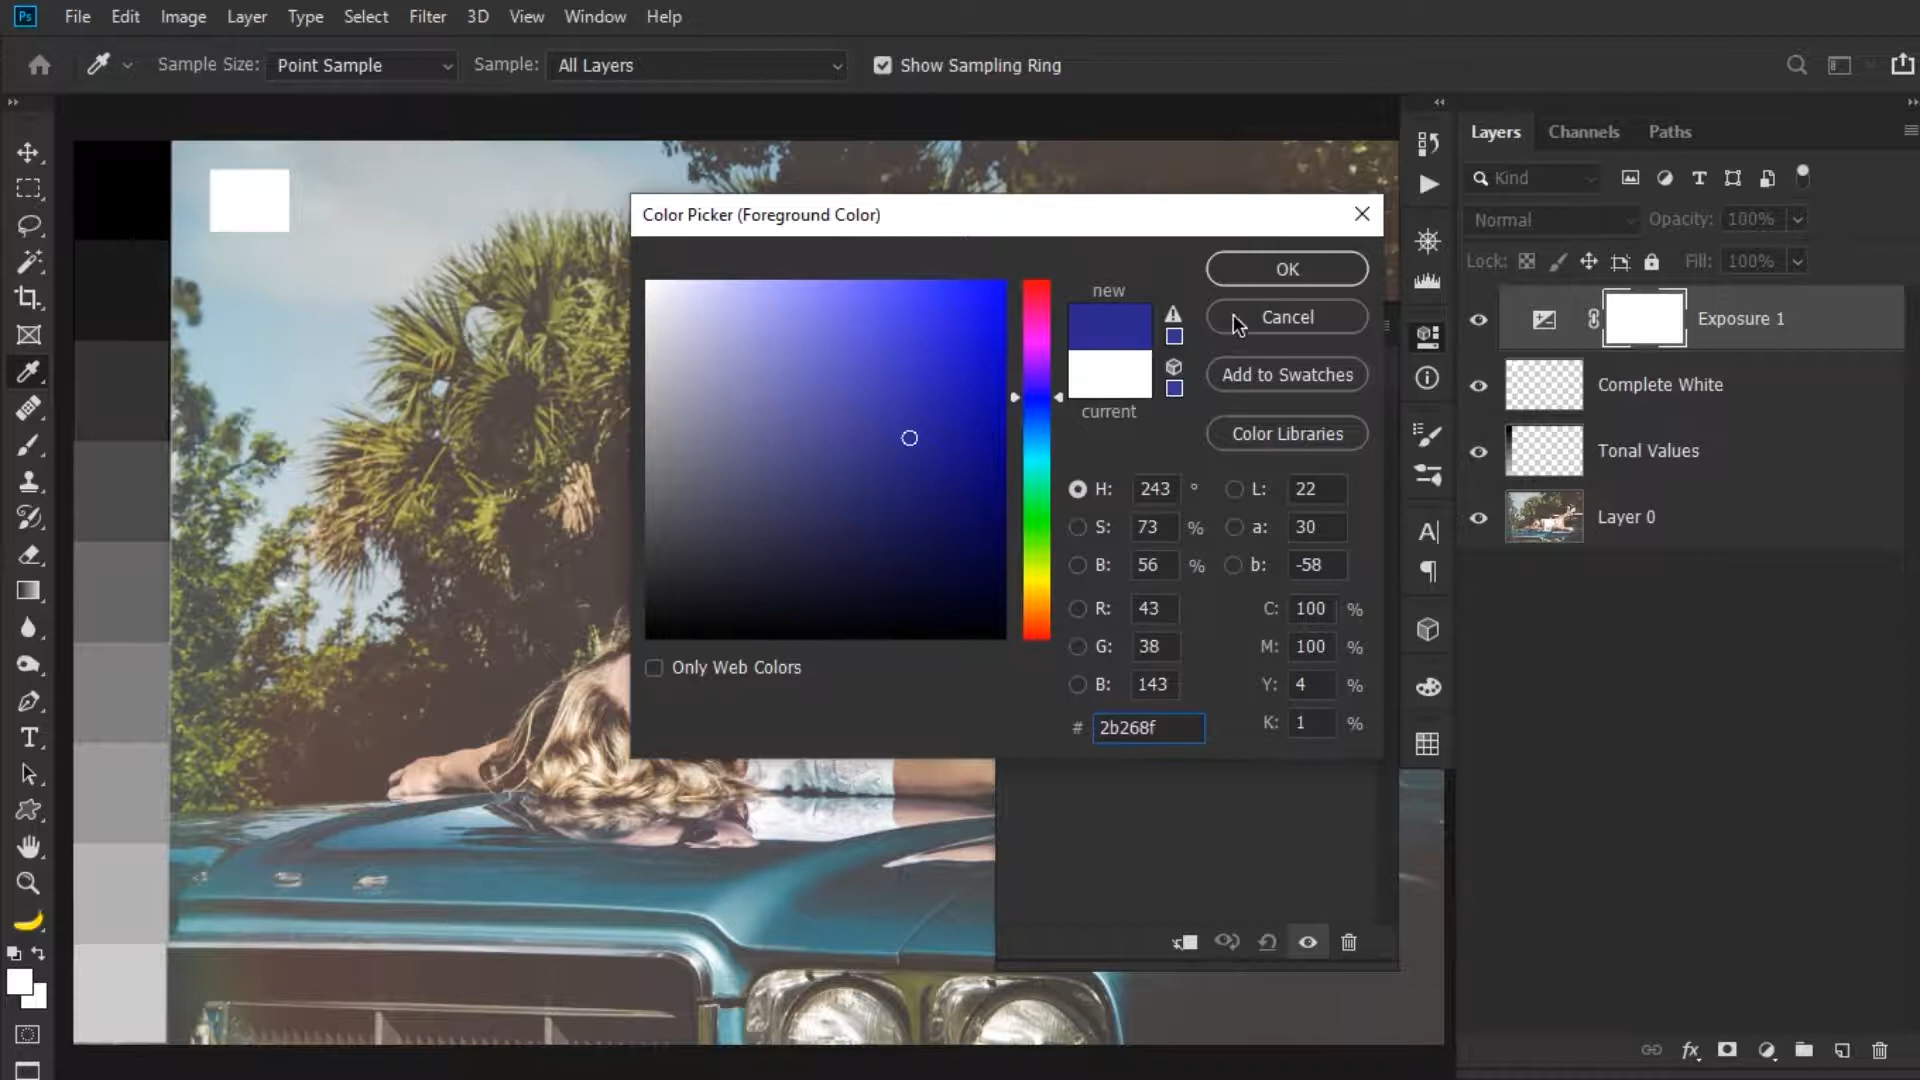 Ps File Edit Image Layer Type Select Filter 3D View Window Help
Sample Size: Point Sample Sample: All Layers Show Sampling Ring
Layers Channels Paths
Kind
Normal Opacity: 100%
Lock: Fill: 100%
Exposure 1
Complete White
Tonal Values
Layer 0
Color Picker (Foreground Color)
new
current
OK
Cancel
Add to Swatches
Color Libraries
H: 243 ° L: 22
S: 73 % a: 30
B: 56 % b: -58
R: 43 C: 100 %
G: 38 M: 100 %
B: 143 Y: 4 %
# 2b268f K: 1 %
Only Web Colors